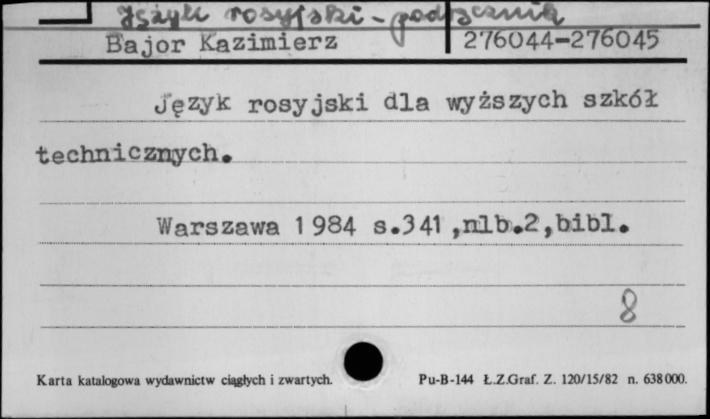 Język rosyjski - podręcznik
Bajor Kazimierz 276044-276045
Język rosyjski dla wyższych szkół
technicznych.
Warszawa 1984 s.341,nlb.2,bibl.
8
Karta katalogowa wydawnictw ciągłych i zwartych. Pu-B-144 Ł.Z.Graf. Z. 120/15/82 n. 638000.